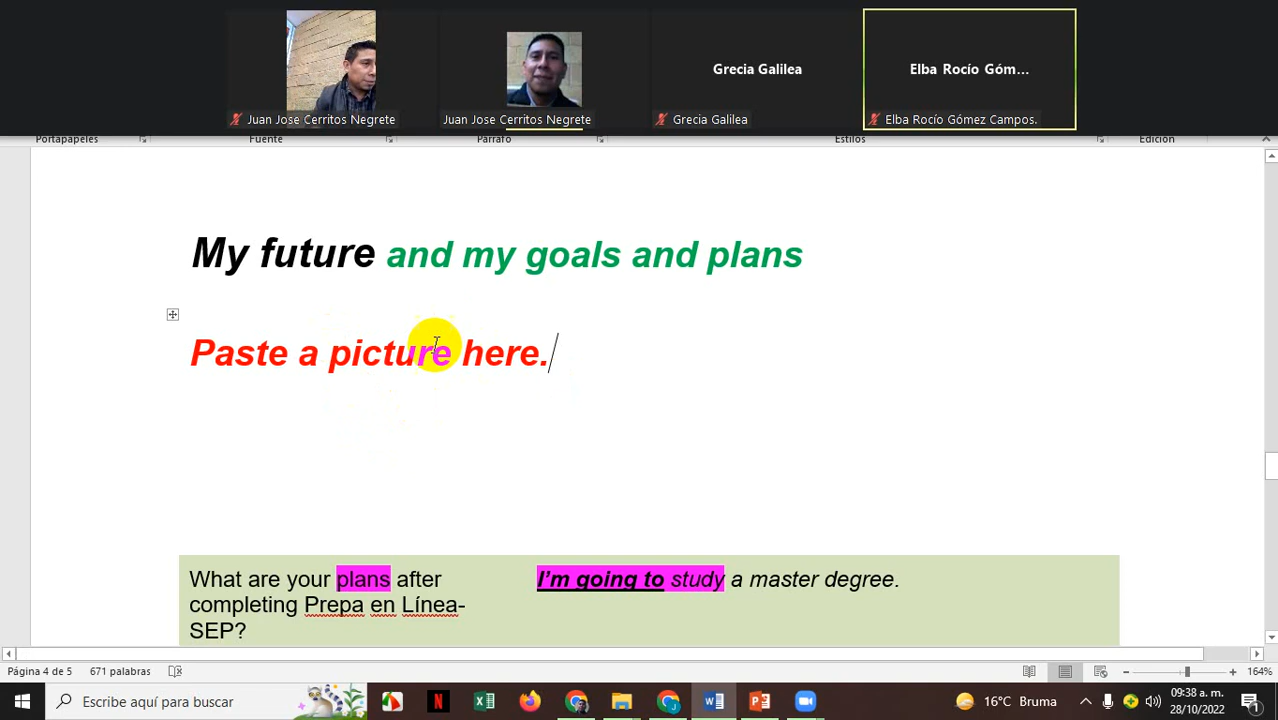 Grecia Galilea
Elba Rocío Góm...
Juan Jose Cerritos Negrete
Juan Jose Cerritos Negrete
Grecia Galilea
Elba Rocío Gómez Campos.
Portapapeles
Fuente
Párrafo
Estilos
Edición
My future and my goals and plans
Paste a picture here.
What are your plans after
completing Prepa en Línea-
SEP?
I'm going to study a master degree.
Página 4 de 5
671 palabras
164%
Escribe aquí para buscar
16°C Bruma
09:38 a. m.
28/10/2022
1